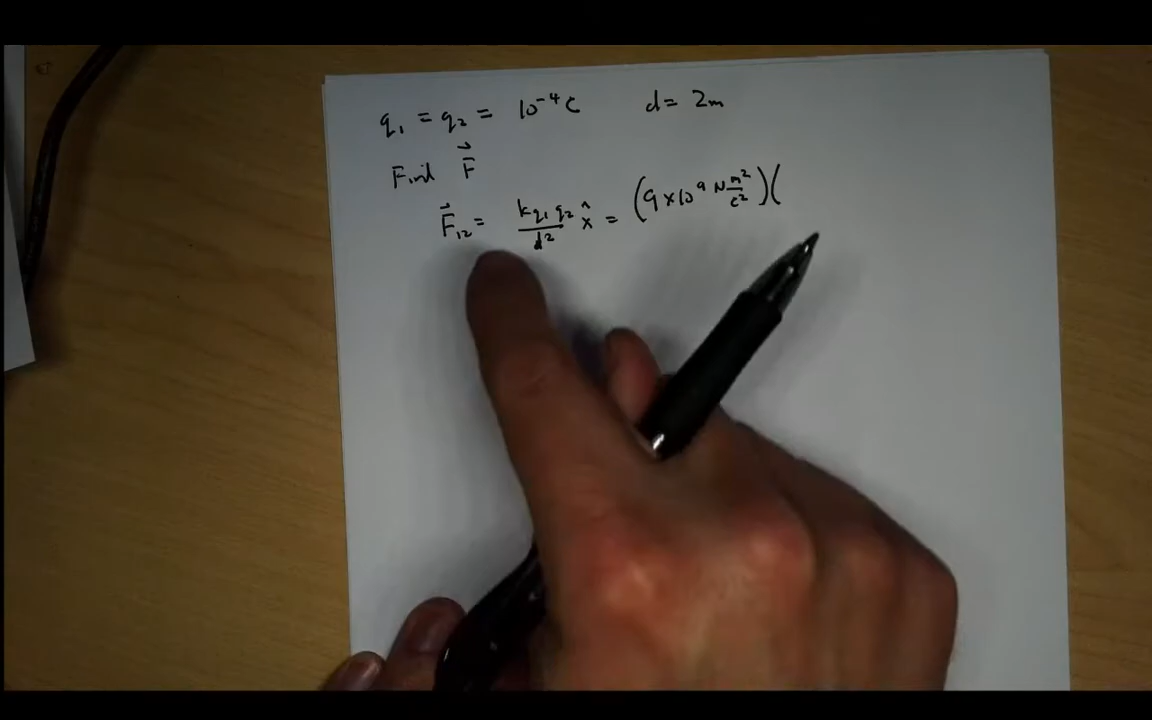 q₁ = q₂ = 10⁻⁴ C d = 2m
Find F⃗
F⃗₁₂ = kq₁q₂/d² x̂ = (9 × 10⁹ N m²/C²)(